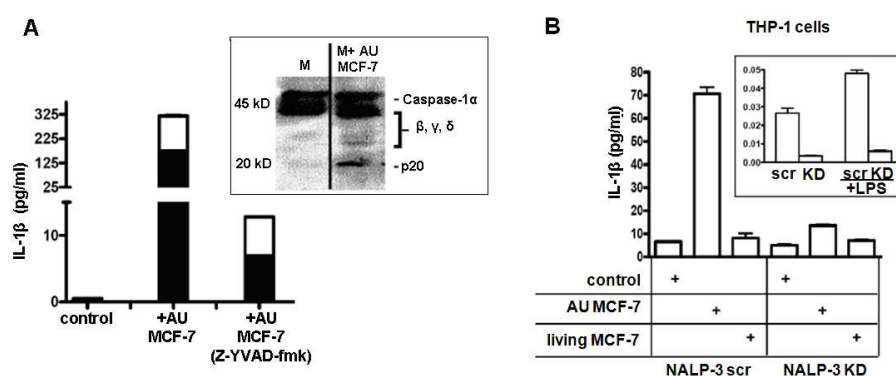 A
M
M+ AU
MCF-7
45 kD
Caspase-1α
β, γ, δ
20 kD
p20
IL-1β (pg/ml)
325
225
125
25
10
0
control
+AU
MCF-7
+AU
MCF-7
(Z-YVAD-fmk)
B
THP-1 cells
IL-1β (pg/ml)
80
70
60
50
40
30
20
10
0
0.05
0.04
0.03
0.02
0.01
0.00
scr KD
scr KD
+LPS
control + +
AU MCF-7 + +
living MCF-7 + +
NALP-3 scr NALP-3 KD